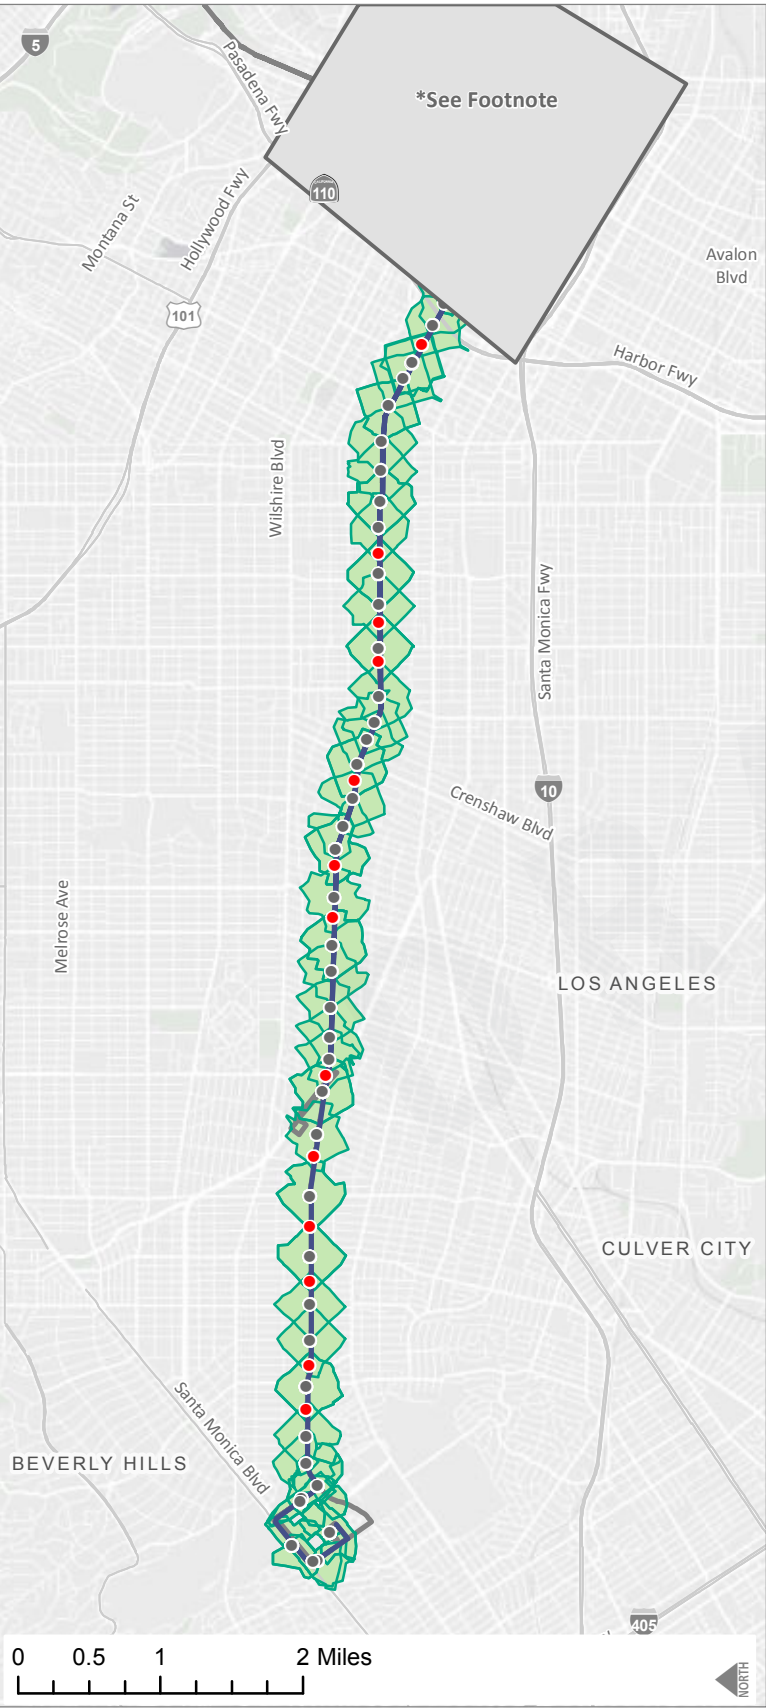 5
Pasadena Fwy
*See Footnote
110
Montana St
Hollywood Fwy
Avalon
Blvd
101
Harbor Fwy
Wilshire Blvd
Santa Monica Fwy
10
Crenshaw Blvd
Melrose Ave
LOS ANGELES
CULVER CITY
Santa Monica Blvd
BEVERLY HILLS
405
0 0.5 1 2 Miles
NORTH